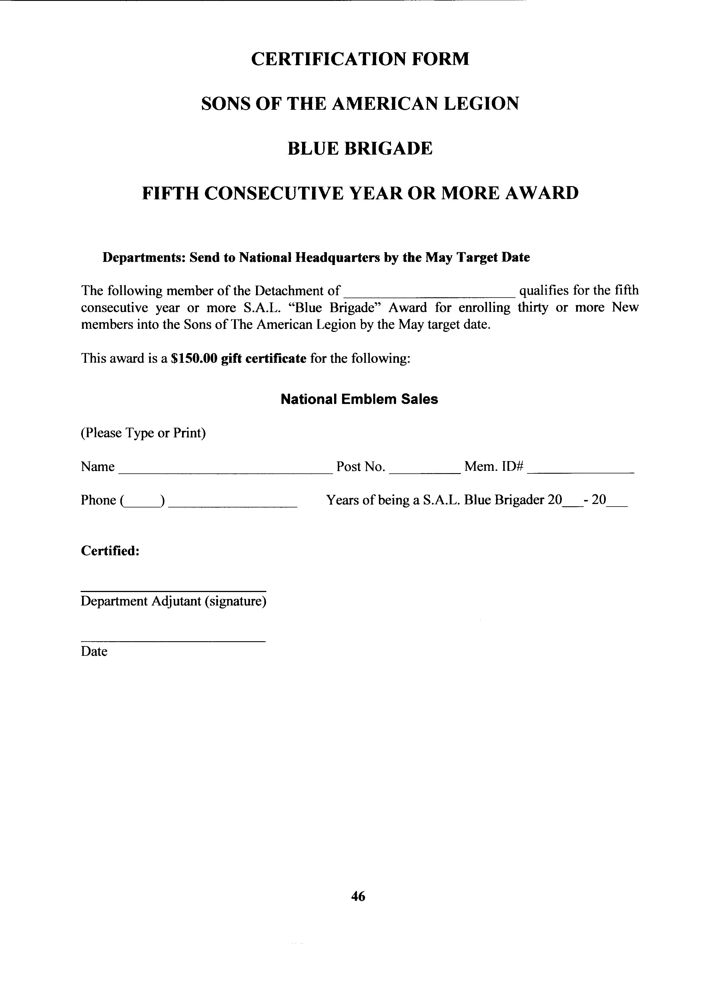 CERTIFICATION FORM
SONS OF THE AMERICAN LEGION
BLUE BRIGADE
FIFTH CONSECUTIVE YEAR OR MORE AWARD
Departments: Send to National Headquarters by the May Target Date
The following member of the Detachment of ________________________ qualifies for the fifth
consecutive year or more S.A.L. “Blue Brigade” Award for enrolling thirty or more New
members into the Sons of The American Legion by the May target date.
This award is a $150.00 gift certificate for the following:
National Emblem Sales
(Please Type or Print)
Name ______________________________ Post No. __________ Mem. ID# _______________
Phone (_____) __________________ Years of being a S.A.L. Blue Brigader 20___- 20___
Certified:
Department Adjutant (signature)
Date
46